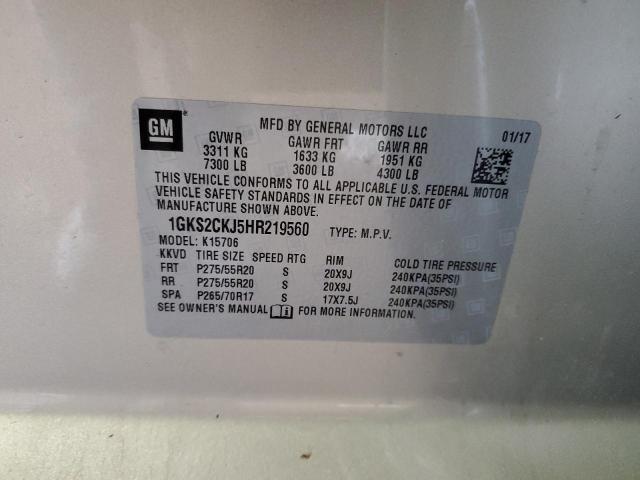 GM
MFD BY GENERAL MOTORS LLC 01/17
GVWR GAWR FRT GAWR RR
3311 KG 1633 KG 1951 KG
7300 LB 3600 LB 4300 LB
THIS VEHICLE CONFORMS TO ALL APPLICABLE U.S. FEDERAL MOTOR
VEHICLE SAFETY STANDARDS IN EFFECT ON THE DATE OF
MANUFACTURE SHOWN ABOVE.
1GKS2CKJ5HR219560 TYPE: M.P.V.
MODEL: K15706
KKVD TIRE SIZE SPEED RTG RIM COLD TIRE PRESSURE
FRT P275/55R20 S 20X9J 240KPA(35PSI)
RR P275/55R20 S 20X9J 240KPA(35PSI)
SPA P265/70R17 S 17X7.5J 240KPA(35PSI)
SEE OWNER'S MANUAL FOR MORE INFORMATION.